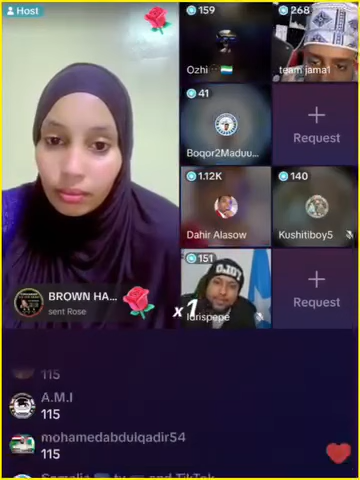 Host
159
268
Ozhi
team jama1
41
Boqor2Maduu...
Request
1.12K
140
Dahir Alasow
Kushitiboy5
151
BROWN HA...
sent Rose
x1
Request
115
A.M.I
115
mohamedabdulqadir54
115